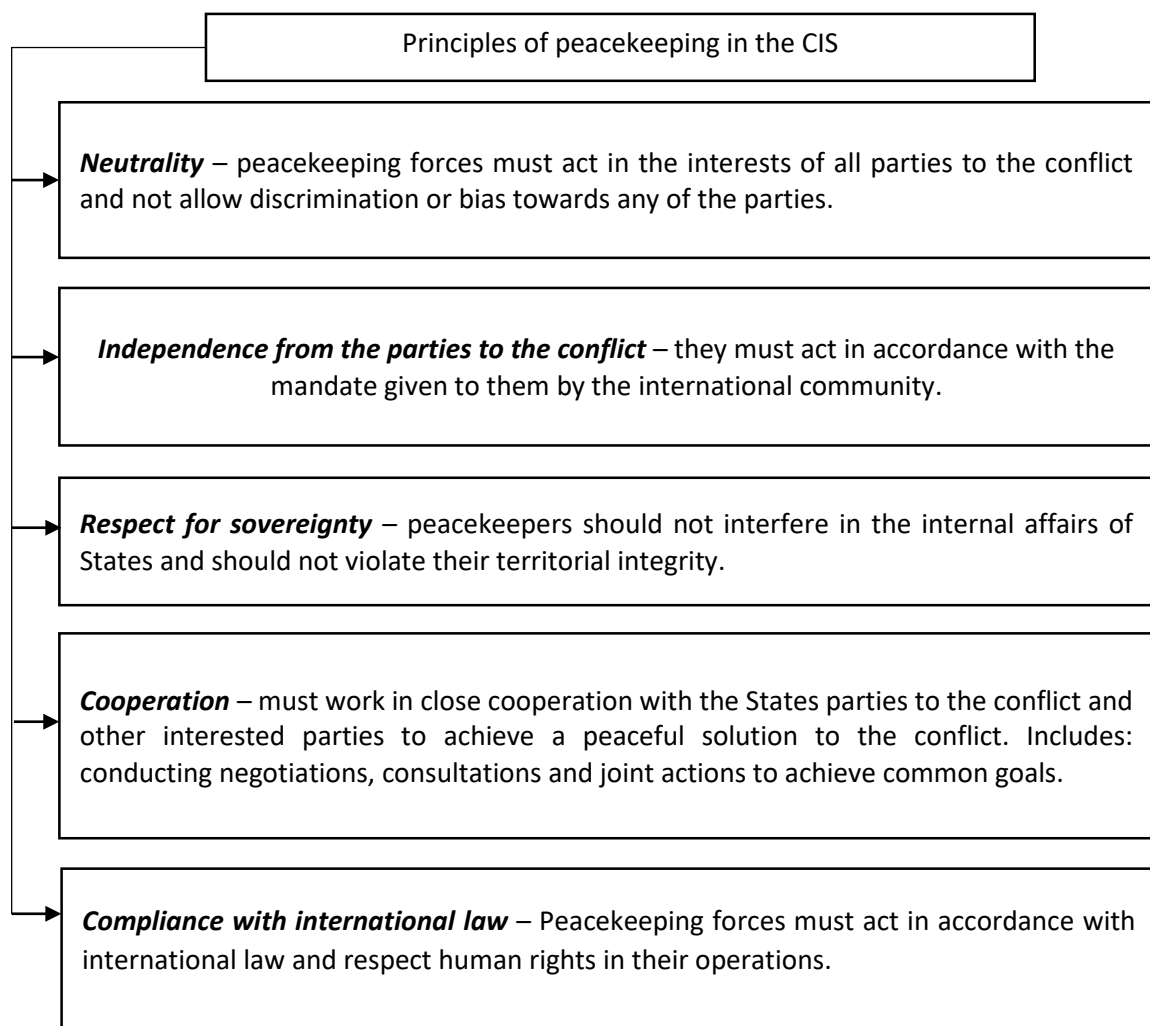 Principles of peacekeeping in the CIS
Neutrality – peacekeeping forces must act in the interests of all parties to the conflict
and not allow discrimination or bias towards any of the parties.
Independence from the parties to the conflict – they must act in accordance with the
mandate given to them by the international community.
Respect for sovereignty – peacekeepers should not interfere in the internal affairs of
States and should not violate their territorial integrity.
Cooperation – must work in close cooperation with the States parties to the conflict and
other interested parties to achieve a peaceful solution to the conflict. Includes:
conducting negotiations, consultations and joint actions to achieve common goals.
Compliance with international law – Peacekeeping forces must act in accordance with
international law and respect human rights in their operations.